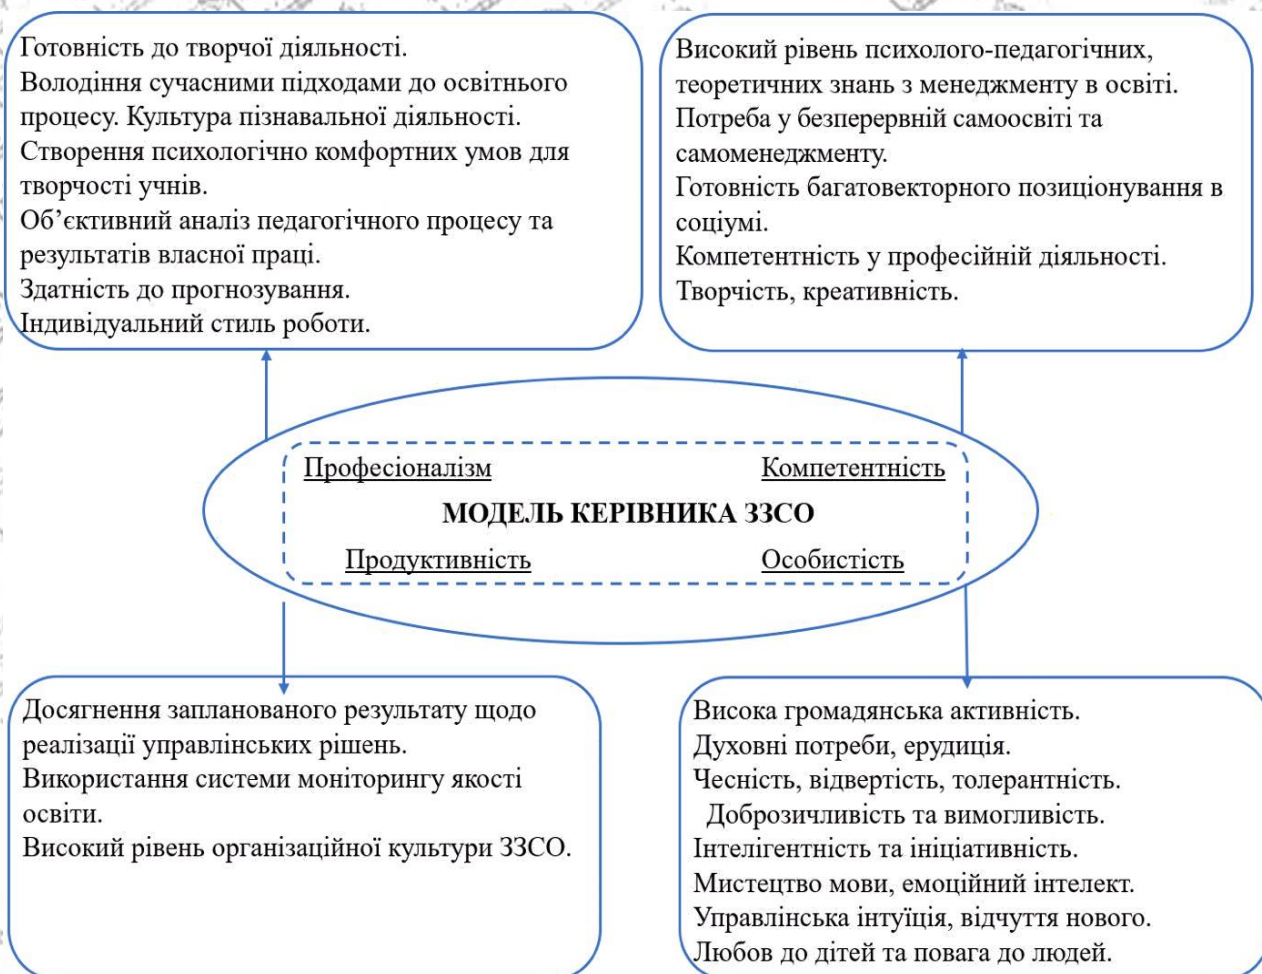 Готовність до творчої діяльності.
Володіння сучасними підходами до освітнього
процесу. Культура пізнавальної діяльності.
Створення психологічно комфортних умов для
творчості учнів.
Об’єктивний аналіз педагогічного процесу та
результатів власної праці.
Здатність до прогнозування.
Індивідуальний стиль роботи.
Високий рівень психолого-педагогічних,
теоретичних знань з менеджменту в освіті.
Потреба у безперервній самоосвіті та
самоменеджменту.
Готовність багатовекторного позиціонування в
соціумі.
Компетентність у професійній діяльності.
Творчість, креативність.
Професіоналізм
Компетентність
МОДЕЛЬ КЕРІВНИКА ЗЗСО
Продуктивність
Особистість
Досягнення запланованого результату щодо
реалізації управлінських рішень.
Використання системи моніторингу якості
освіти.
Високий рівень організаційної культури ЗЗСО.
Висока громадянська активність.
Духовні потреби, ерудиція.
Чесність, відвертість, толерантність.
Доброзичливість та вимогливість.
Інтелігентність та ініціативність.
Мистецтво мови, емоційний інтелект.
Управлінська інтуїція, відчуття нового.
Любов до дітей та повага до людей.